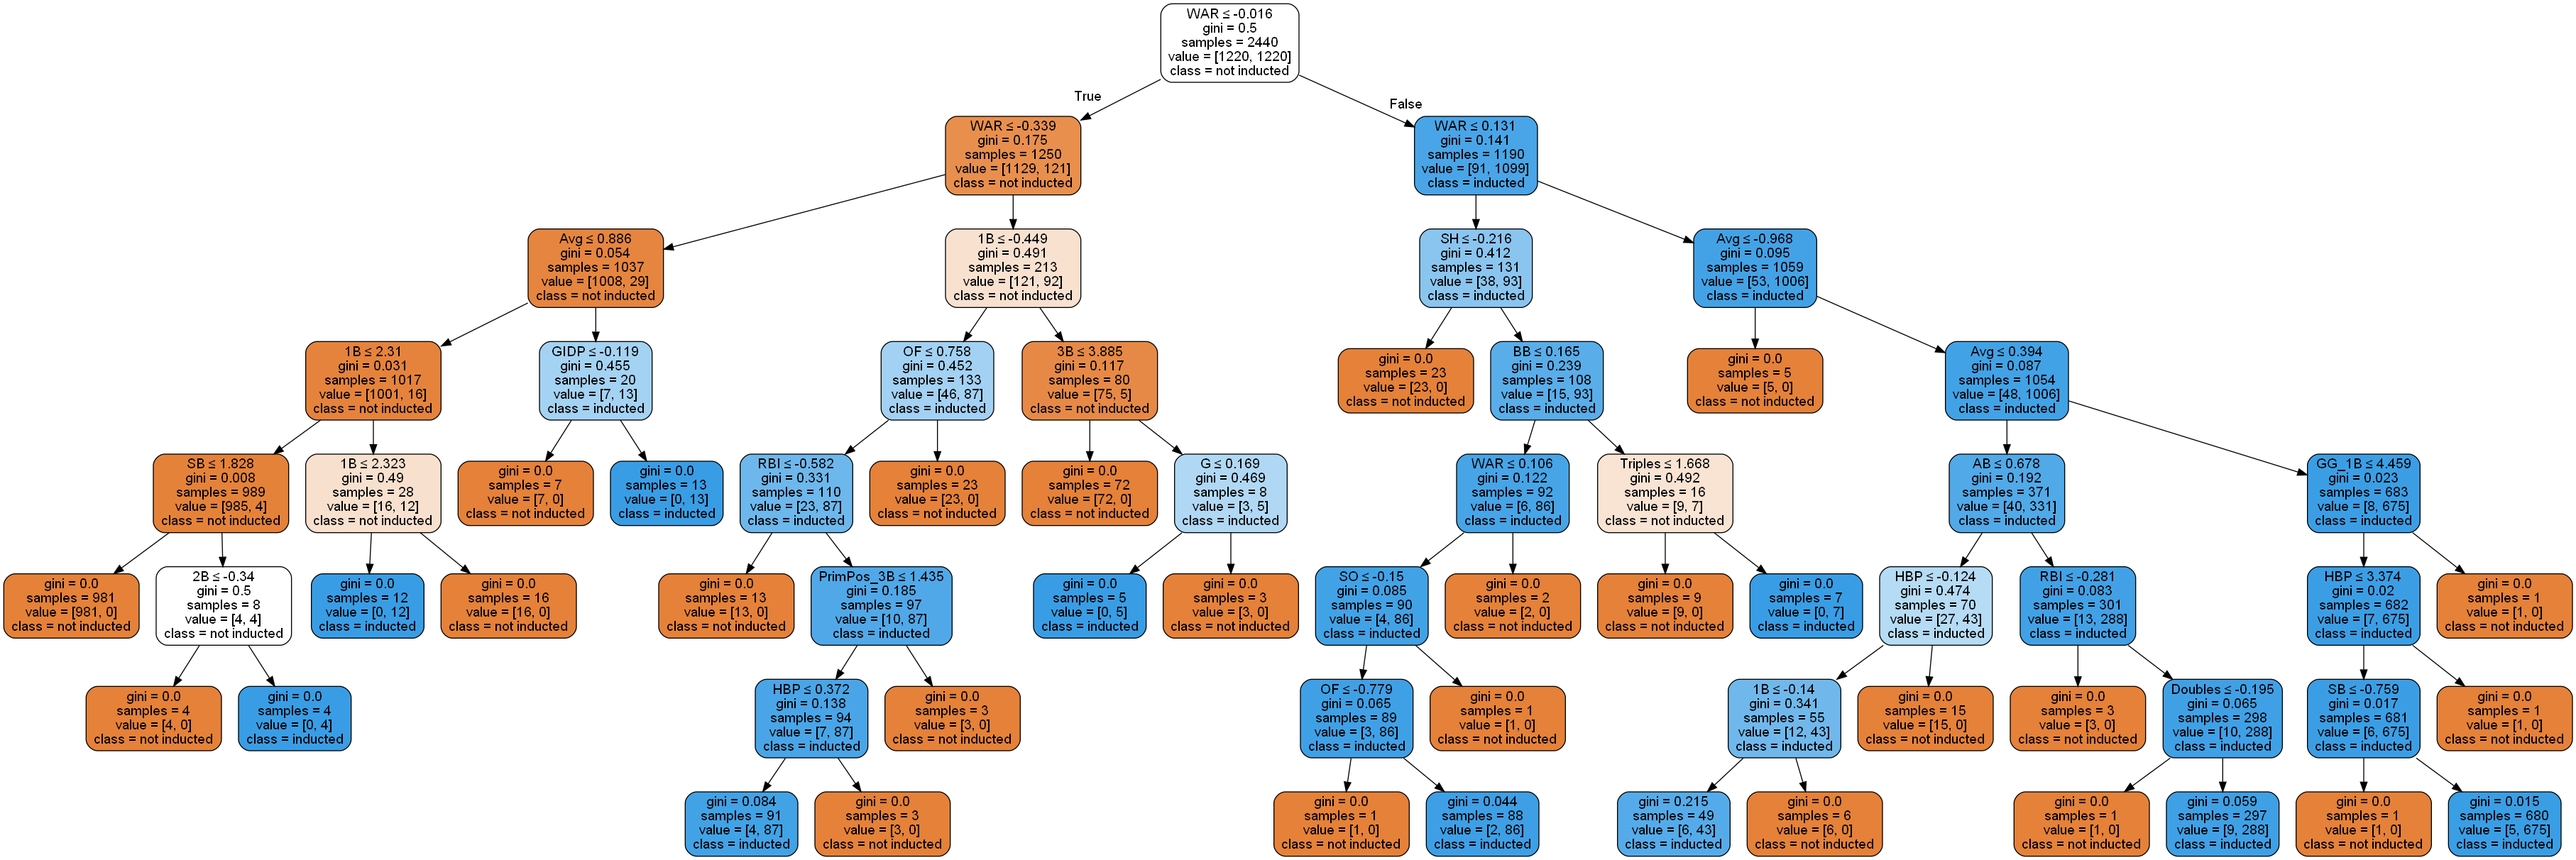 WAR ≤ -0.016
gini = 0.5
samples = 2440
value = [1220, 1220]
class = not inducted
True
False
WAR ≤ -0.339
gini = 0.175
samples = 1250
value = [1129, 121]
class = not inducted
WAR ≤ 0.131
gini = 0.141
samples = 1190
value = [91, 1099]
class = inducted
Avg ≤ 0.886
gini = 0.054
samples = 1037
value = [1008, 29]
class = not inducted
1B ≤ -0.449
gini = 0.491
samples = 213
value = [121, 92]
class = not inducted
SH ≤ -0.216
gini = 0.412
samples = 131
value = [38, 93]
class = inducted
Avg ≤ -0.968
gini = 0.095
samples = 1059
value = [53, 1006]
class = inducted
1B ≤ 2.31
gini = 0.031
samples = 1017
value = [1001, 16]
class = not inducted
GIDP ≤ -0.119
gini = 0.455
samples = 20
value = [7, 13]
class = inducted
OF ≤ 0.758
gini = 0.452
samples = 133
value = [46, 87]
class = inducted
3B ≤ 3.885
gini = 0.117
samples = 80
value = [75, 5]
class = not inducted
gini = 0.0
samples = 23
value = [23, 0]
class = not inducted
BB ≤ 0.165
gini = 0.239
samples = 108
value = [15, 93]
class = inducted
gini = 0.0
samples = 5
value = [5, 0]
class = not inducted
Avg ≤ 0.394
gini = 0.087
samples = 1054
value = [48, 1006]
class = inducted
SB ≤ 1.828
gini = 0.008
samples = 989
value = [985, 4]
class = not inducted
1B ≤ 2.323
gini = 0.49
samples = 28
value = [16, 12]
class = not inducted
gini = 0.0
samples = 7
value = [7, 0]
class = not inducted
gini = 0.0
samples = 13
value = [0, 13]
class = inducted
RBI ≤ -0.582
gini = 0.331
samples = 110
value = [23, 87]
class = inducted
gini = 0.0
samples = 23
value = [23, 0]
class = not inducted
gini = 0.0
samples = 72
value = [72, 0]
class = not inducted
G ≤ 0.169
gini = 0.469
samples = 8
value = [3, 5]
class = inducted
WAR ≤ 0.106
gini = 0.122
samples = 92
value = [6, 86]
class = inducted
Triples ≤ 1.668
gini = 0.492
samples = 16
value = [9, 7]
class = not inducted
AB ≤ 0.678
gini = 0.192
samples = 371
value = [40, 331]
class = inducted
GG_1B ≤ 4.459
gini = 0.023
samples = 683
value = [8, 675]
class = inducted
gini = 0.0
samples = 981
value = [981, 0]
class = not inducted
2B ≤ -0.34
gini = 0.5
samples = 8
value = [4, 4]
class = not inducted
gini = 0.0
samples = 12
value = [0, 12]
class = inducted
gini = 0.0
samples = 16
value = [16, 0]
class = not inducted
gini = 0.0
samples = 13
value = [13, 0]
class = not inducted
PrimPos_3B ≤ 1.435
gini = 0.185
samples = 97
value = [10, 87]
class = inducted
gini = 0.0
samples = 5
value = [0, 5]
class = inducted
gini = 0.0
samples = 3
value = [3, 0]
class = not inducted
SO ≤ -0.15
gini = 0.085
samples = 90
value = [4, 86]
class = inducted
gini = 0.0
samples = 2
value = [2, 0]
class = not inducted
gini = 0.0
samples = 9
value = [9, 0]
class = not inducted
gini = 0.0
samples = 7
value = [0, 7]
class = inducted
HBP ≤ -0.124
gini = 0.474
samples = 70
value = [27, 43]
class = inducted
RBI ≤ -0.281
gini = 0.083
samples = 301
value = [13, 288]
class = inducted
HBP ≤ 3.374
gini = 0.02
samples = 682
value = [7, 675]
class = inducted
gini = 0.0
samples = 1
value = [1, 0]
class = not inducted
gini = 0.0
samples = 4
value = [4, 0]
class = not inducted
gini = 0.0
samples = 4
value = [0, 4]
class = inducted
HBP ≤ 0.372
gini = 0.138
samples = 94
value = [7, 87]
class = inducted
gini = 0.0
samples = 3
value = [3, 0]
class = not inducted
OF ≤ -0.779
gini = 0.065
samples = 89
value = [3, 86]
class = inducted
gini = 0.0
samples = 1
value = [1, 0]
class = not inducted
1B ≤ -0.14
gini = 0.341
samples = 55
value = [12, 43]
class = inducted
gini = 0.0
samples = 15
value = [15, 0]
class = not inducted
gini = 0.0
samples = 3
value = [3, 0]
class = not inducted
Doubles ≤ -0.195
gini = 0.065
samples = 298
value = [10, 288]
class = inducted
SB ≤ -0.759
gini = 0.017
samples = 681
value = [6, 675]
class = inducted
gini = 0.0
samples = 1
value = [1, 0]
class = not inducted
gini = 0.084
samples = 91
value = [4, 87]
class = inducted
gini = 0.0
samples = 3
value = [3, 0]
class = not inducted
gini = 0.0
samples = 1
value = [1, 0]
class = not inducted
gini = 0.044
samples = 88
value = [2, 86]
class = inducted
gini = 0.215
samples = 49
value = [6, 43]
class = inducted
gini = 0.0
samples = 6
value = [6, 0]
class = not inducted
gini = 0.0
samples = 1
value = [1, 0]
class = not inducted
gini = 0.059
samples = 297
value = [9, 288]
class = inducted
gini = 0.0
samples = 1
value = [1, 0]
class = not inducted
gini = 0.015
samples = 680
value = [5, 675]
class = inducted